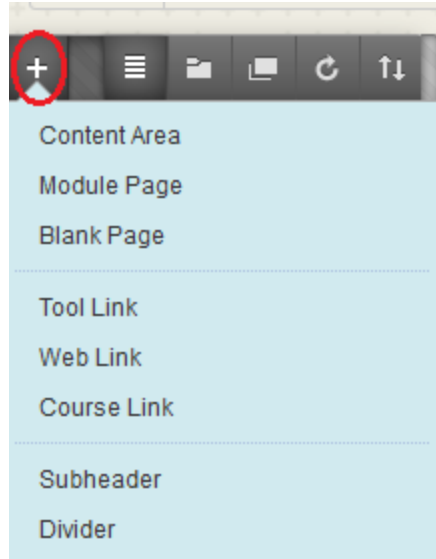 Content Area
Module Page
Blank Page
Tool Link
Web Link
Course Link
Subheader
Divider